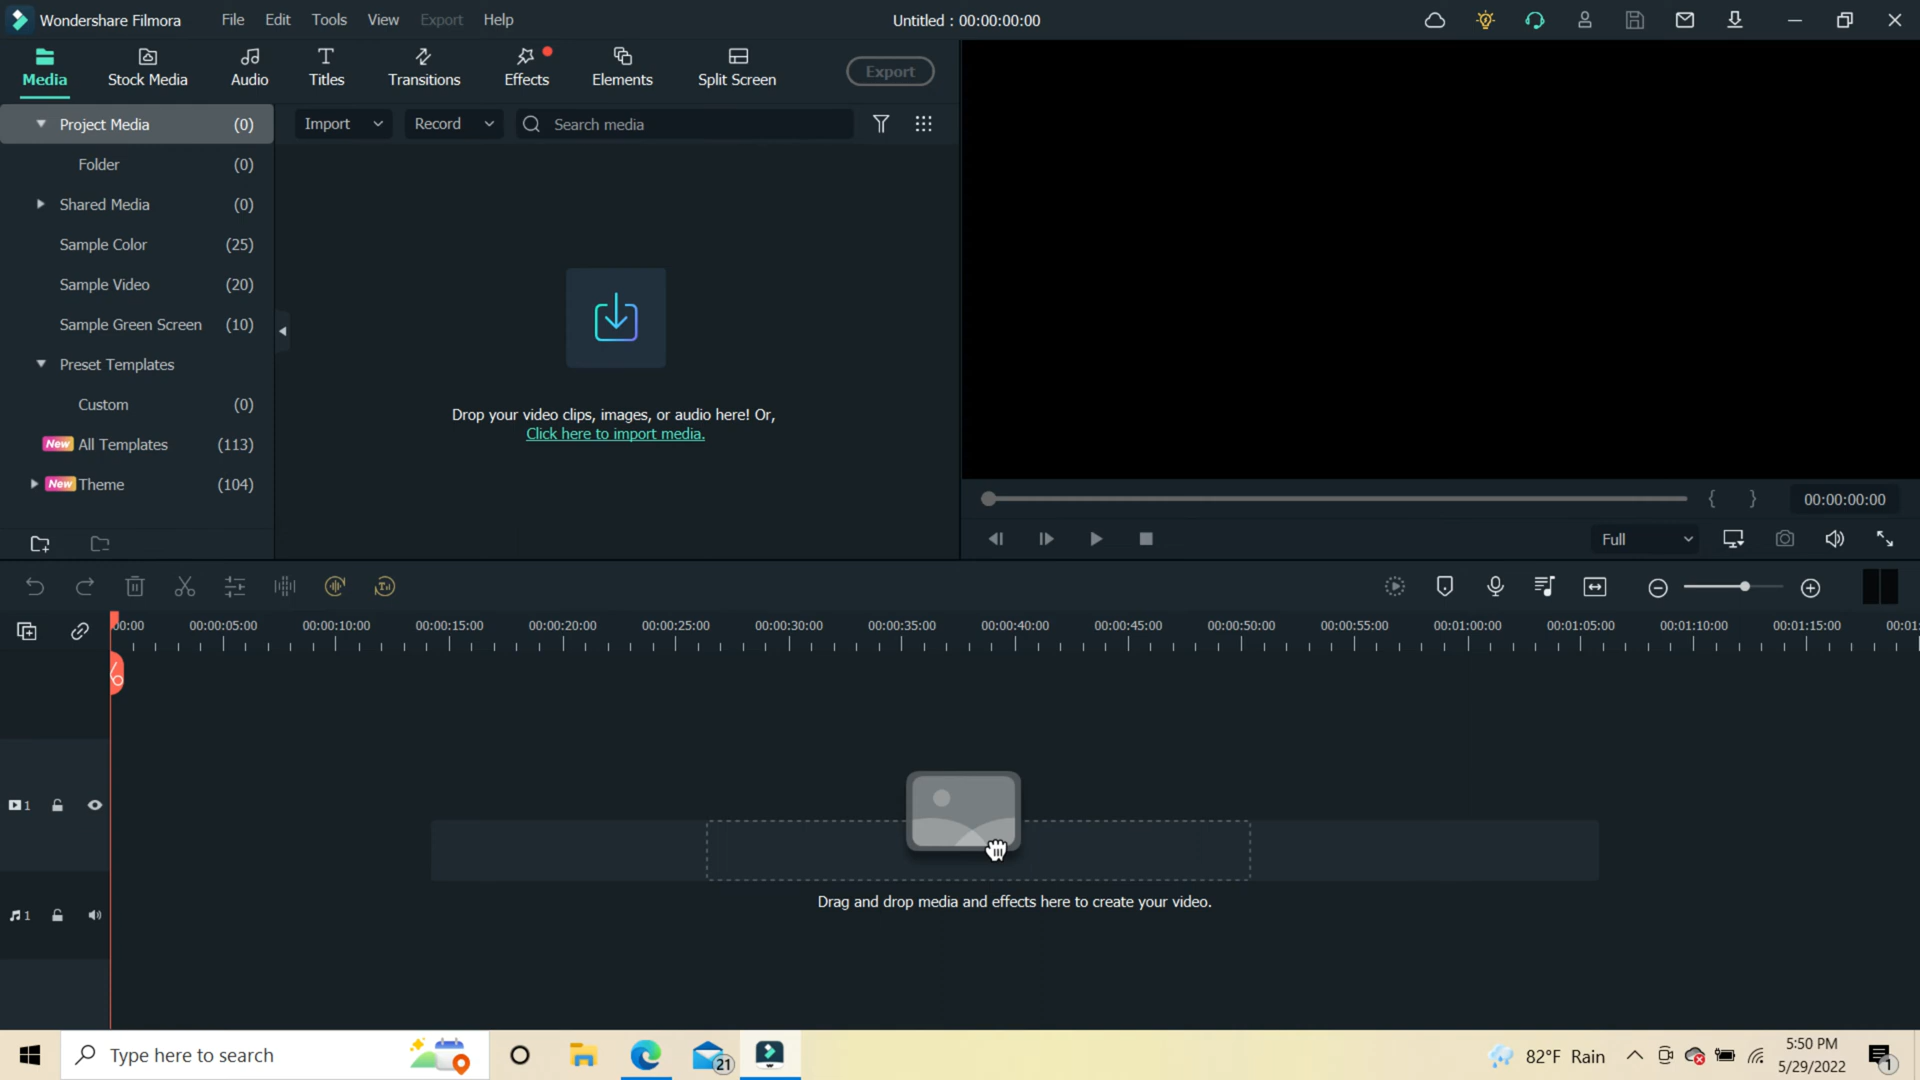 Wondershare Filmora File Edit Tools View Export Help Untitled : 00:00:00:00
Media Stock Media Audio Titles Transitions Effects Elements Split Screen Export
Project Media (0)
Folder (0)
Shared Media (0)
Sample Color (25)
Sample Video (20)
Sample Green Screen (10)
Preset Templates
Custom (0)
New All Templates (113)
New Theme (104)
Import Record Search media
Drop your video clips, images, or audio here! Or,
Click here to import media.
{ } 00:00:00:00
Full
00:00 00:00:05:00 00:00:10:00 00:00:15:00 00:00:20:00 00:00:25:00 00:00:30:00 00:00:35:00 00:00:40:00 00:00:45:00 00:00:50:00 00:00:55:00 00:01:00:00 00:01:05:00 00:01:10:00 00:01:15:00 00:01:
1
Drag and drop media and effects here to create your video.
1
Type here to search 21 82°F Rain 5:50 PM
5/29/2022 1